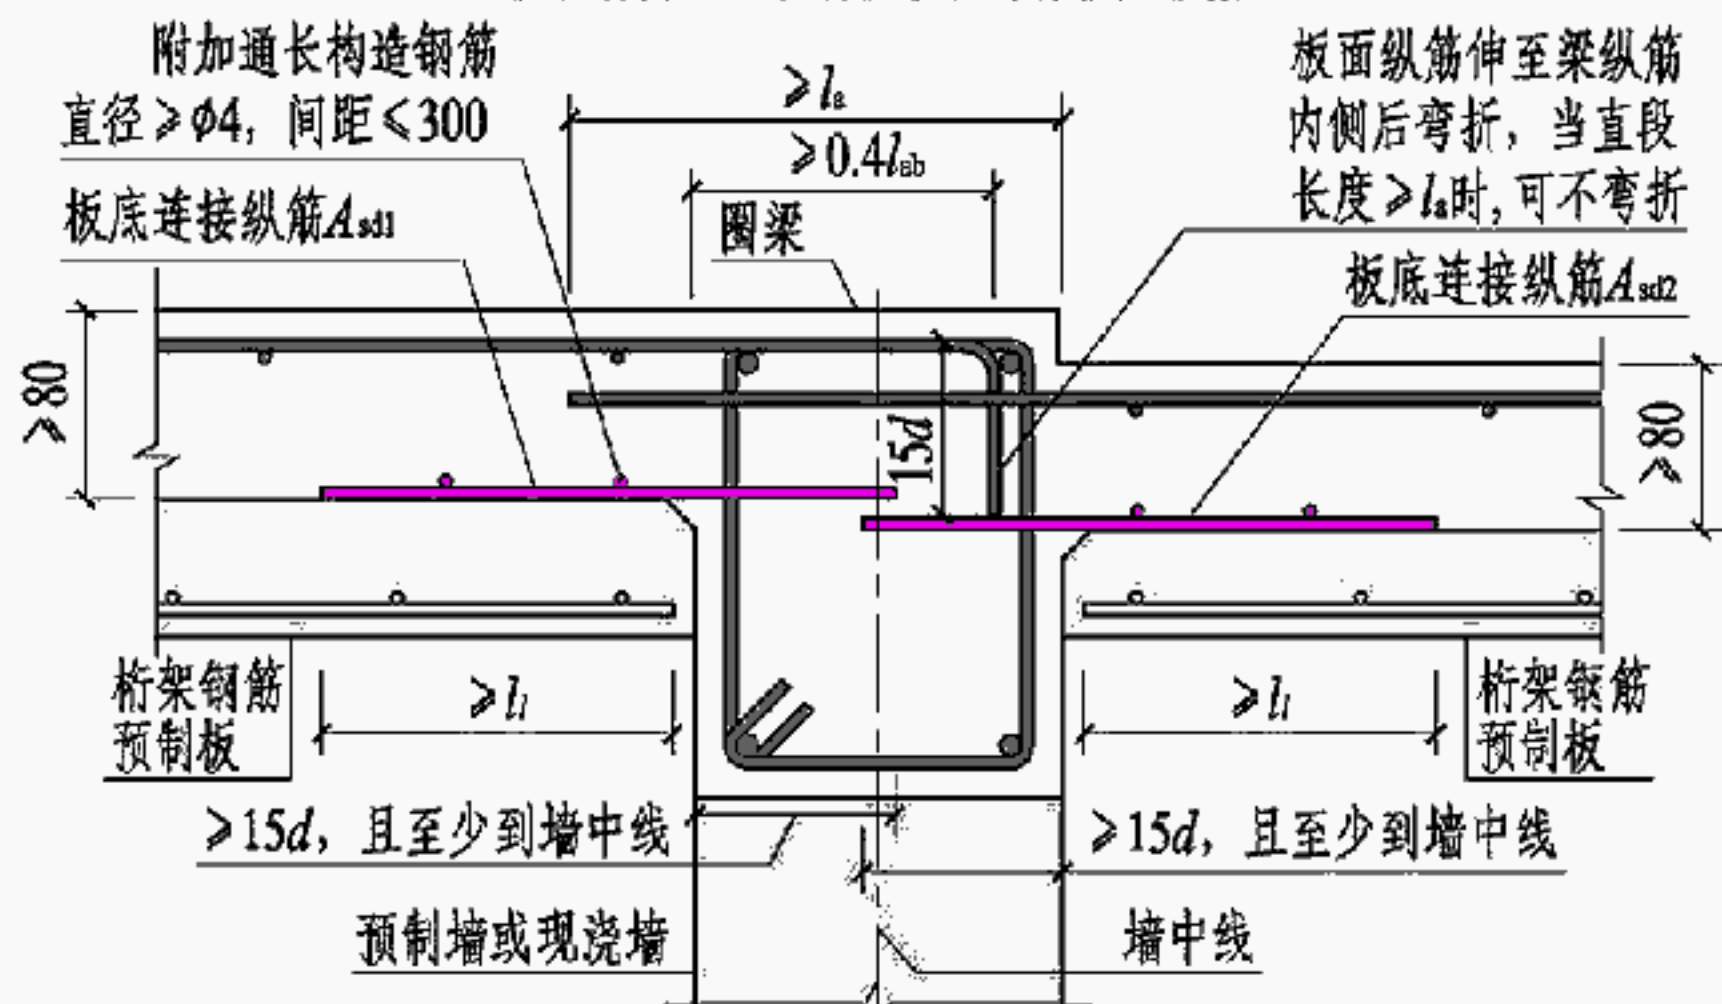 附加通长构造钢筋
直径≥Φ4，间距≤300
板底连接纵筋Asd1
≥la
≥0.4lab
圈梁
板面纵筋伸至梁纵筋
内侧后弯折，当直段
长度≥la时，可不弯折
板底连接纵筋Asd2
≥80
15d
≥80
桁架钢筋
预制板
≥ll
≥ll
桁架钢筋
预制板
≥15d，且至少到墙中线
≥15d，且至少到墙中线
预制墙或现浇墙
墙中线